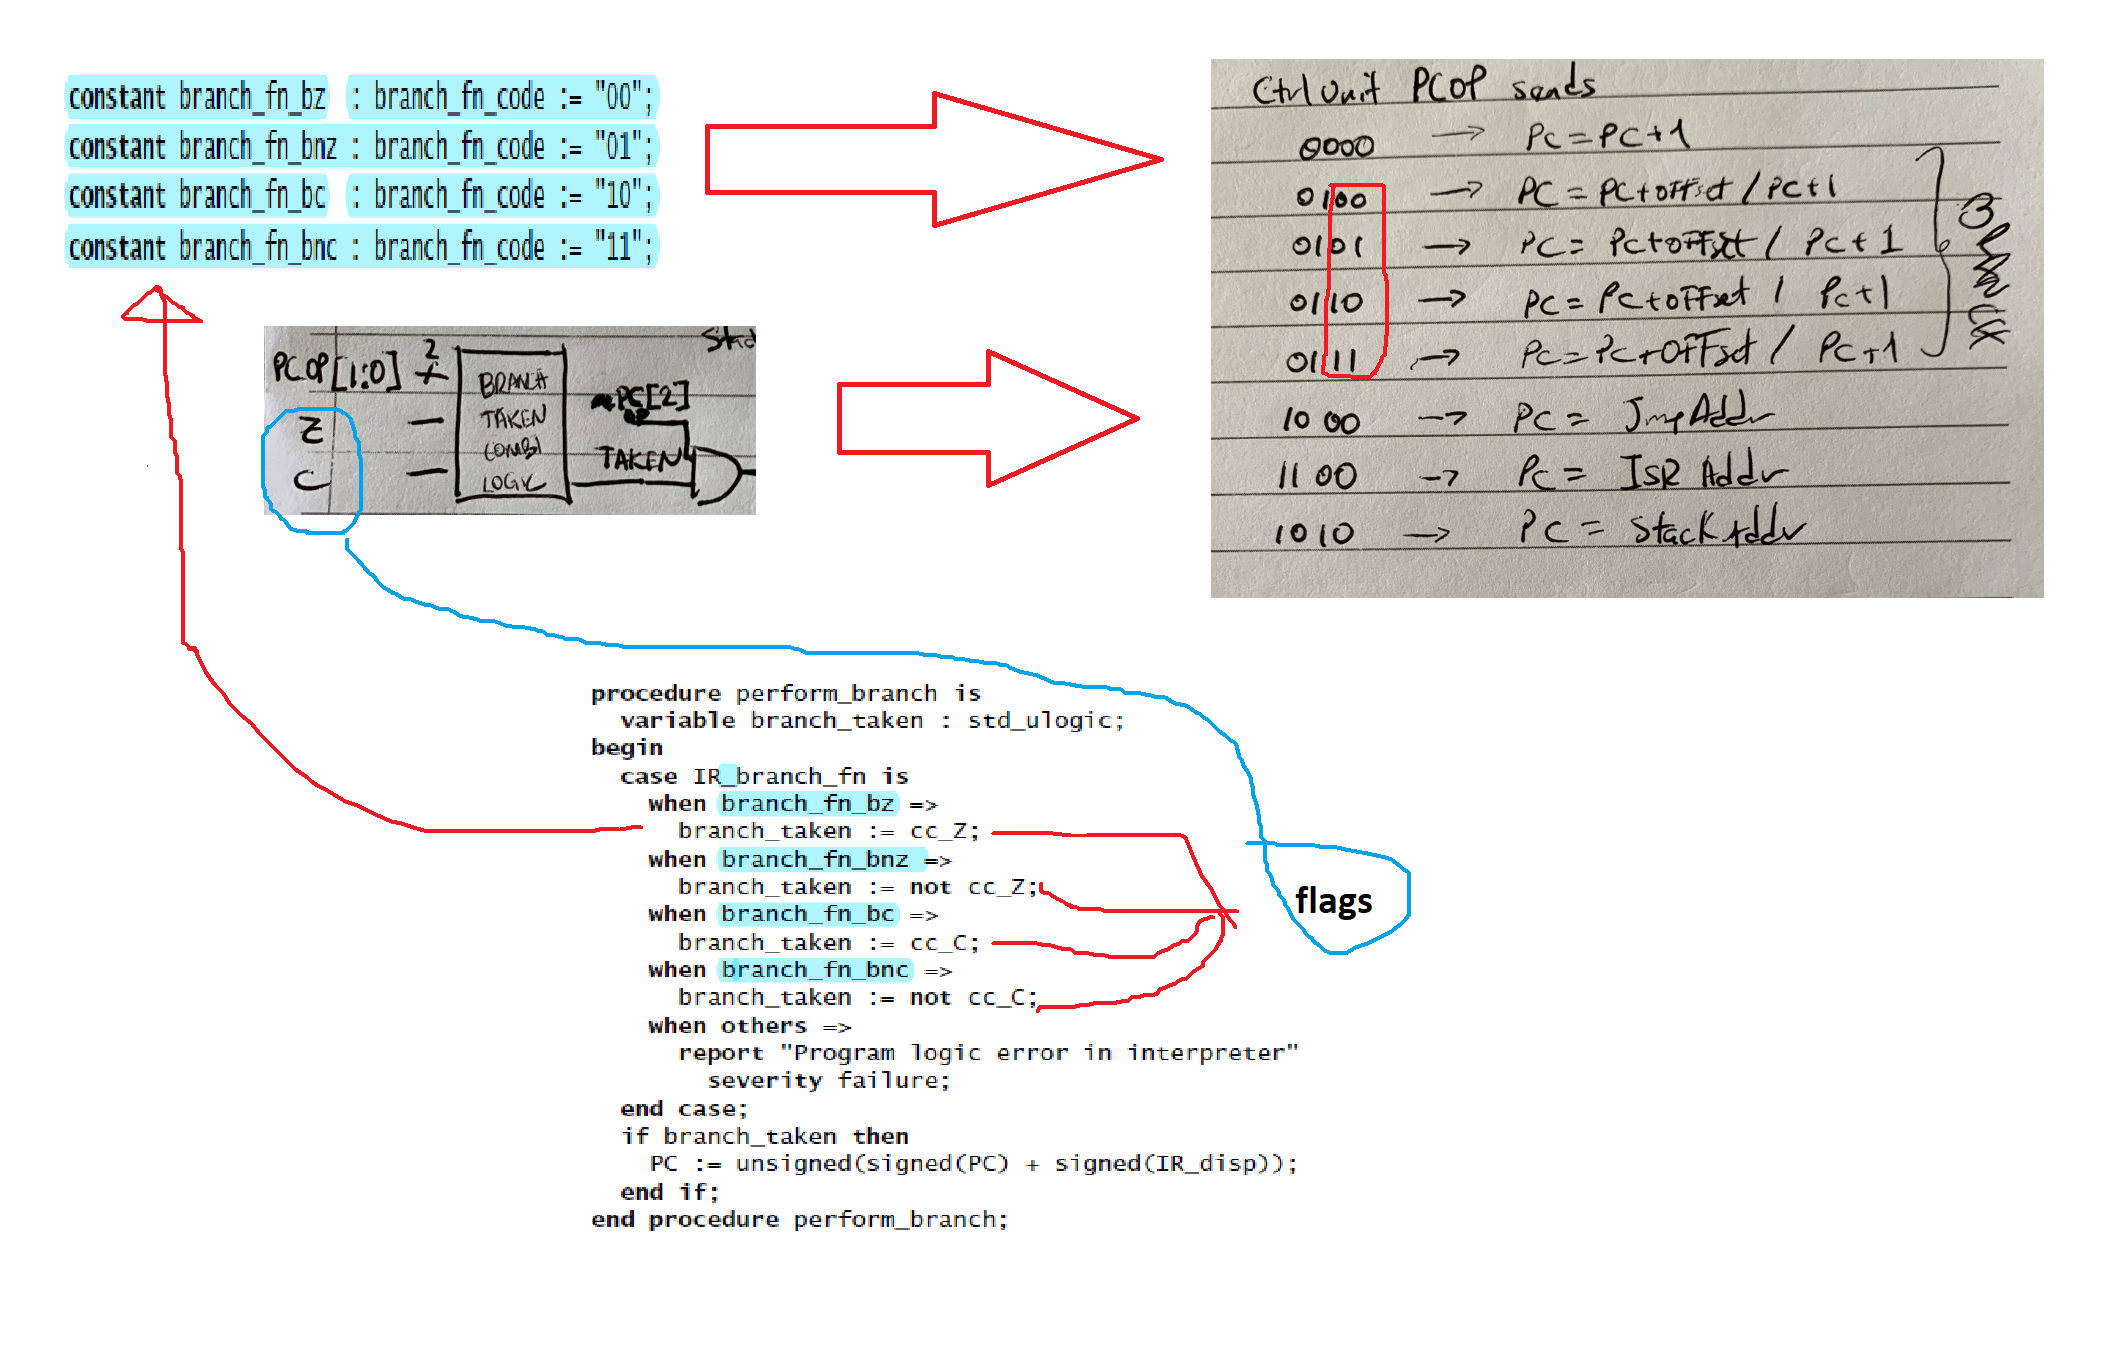 constant branch_fn_bz : branch_fn_code := "00";
constant branch_fn_bnz : branch_fn_code := "01";
constant branch_fn_bc : branch_fn_code := "10";
constant branch_fn_bnc : branch_fn_code := "11";
Ctrl Unit PCOP sends
0000 → PC = PC+1
0100 → PC = PC+offset / PC+1
0101 → PC = PC+offset / PC+1
0110 → PC = PC+offset / PC+1
0111 → PC = PC+offset / PC+1
1000 → PC = JmpAddr
1100 → PC = ISR Addr
1010 → PC = Stack Addr
PCOP[1:0] 2
Z
C
BRANCH
TAKEN
COMBI
LOGIC
PC[2]
OP
TAKEN
procedure perform_branch is
variable branch_taken : std_ulogic;
begin
case IR_branch_fn is
when branch_fn_bz =>
branch_taken := cc_Z;
when branch_fn_bnz =>
branch_taken := not cc_Z;
when branch_fn_bc =>
branch_taken := cc_C;
when branch_fn_bnc =>
branch_taken := not cc_C;
when others =>
report "Program logic error in interpreter"
severity failure;
end case;
if branch_taken then
PC := unsigned(signed(PC) + signed(IR_disp));
end if;
end procedure perform_branch;
flags